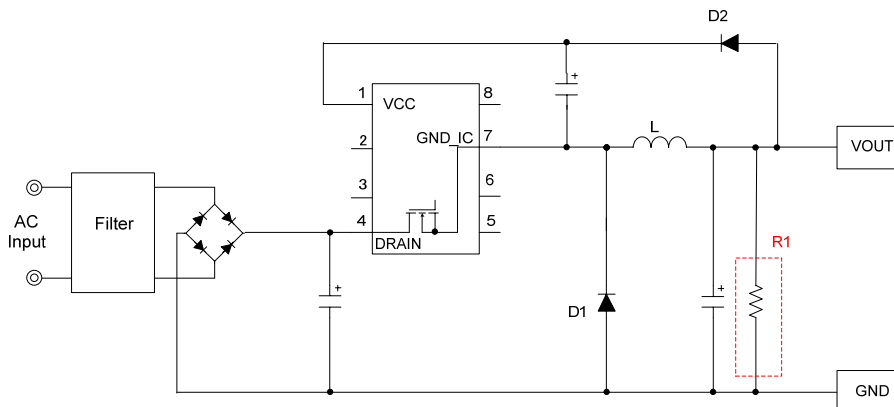 D2
1
VCC
8
+
2
GND_IC
7
L
VOUT
3
6
AC
Input
Filter
4
DRAIN
5
R1
+
D1
+
GND